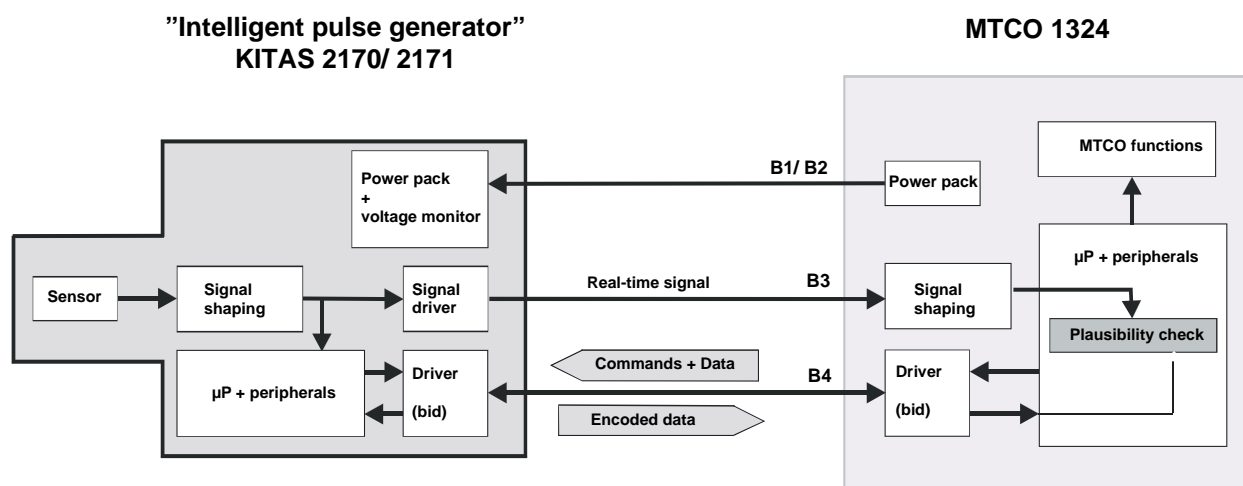 ”Intelligent pulse generator”
KITAS 2170/ 2171
MTCO 1324
Power pack
+
voltage monitor
B1/ B2
Power pack
MTCO functions
µP + peripherals
Sensor
Signal
shaping
Signal
driver
Real-time signal
B3
Signal
shaping
Plausibility check
µP + peripherals
Driver
(bid)
Commands + Data
B4
Encoded data
Driver
(bid)